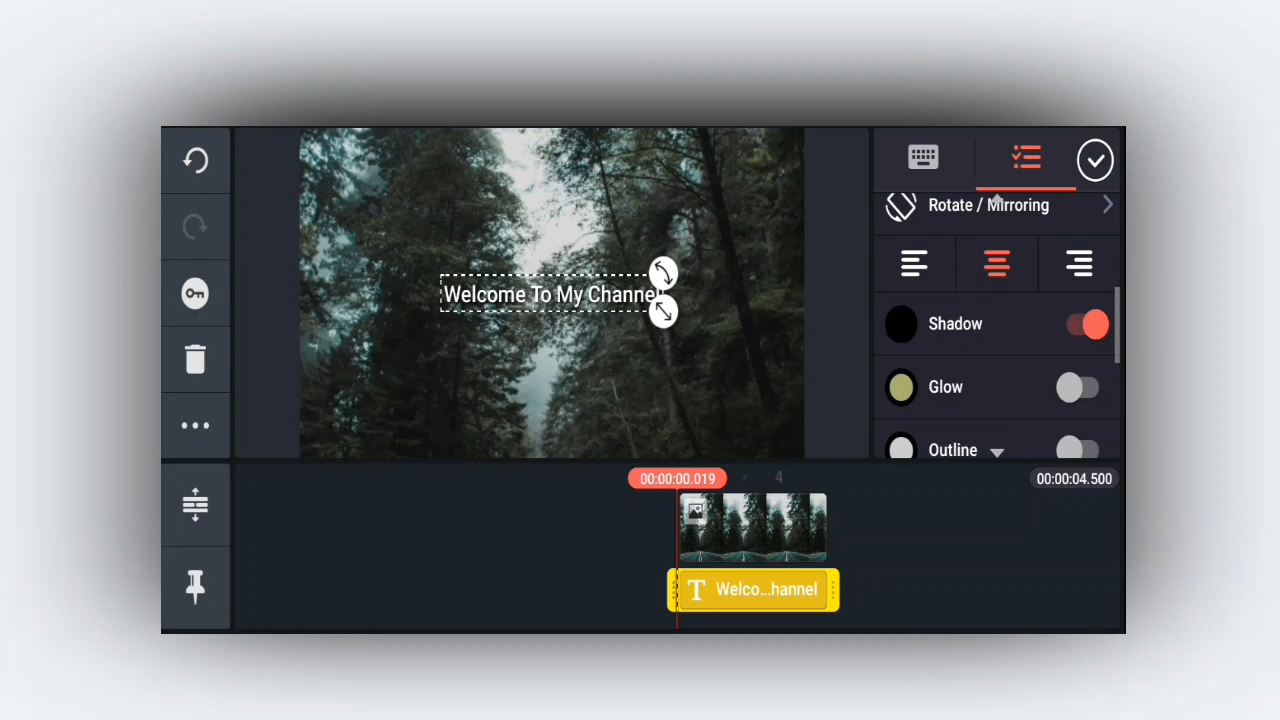 Rotate / Mirroring
Welcome To My Channel
Shadow
Glow
Outline
00:00:00.019
4
00:00:04.500
T Welco...hannel